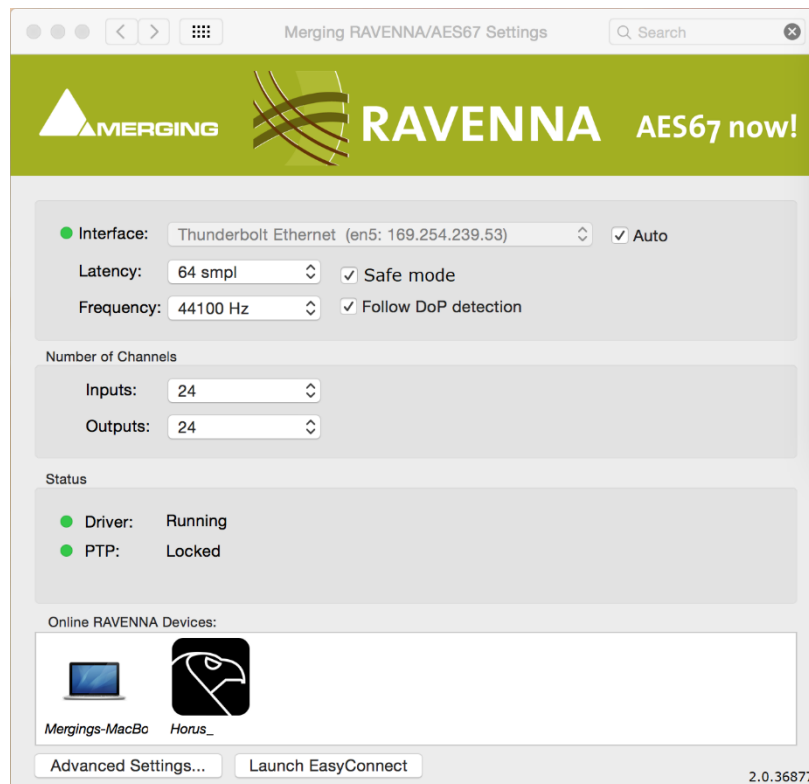 Merging RAVENNA/AES67 Settings
Search
MERGING
RAVENNA
AES67 now!
Interface: Thunderbolt Ethernet (en5: 169.254.239.53) Auto
Latency: 64 smpl Safe mode
Frequency: 44100 Hz Follow DoP detection
Number of Channels
Inputs: 24
Outputs: 24
Status
Driver: Running
PTP: Locked
Online RAVENNA Devices:
Mergings-MacBo Horus_
Advanced Settings... Launch EasyConnect
2.0.36877